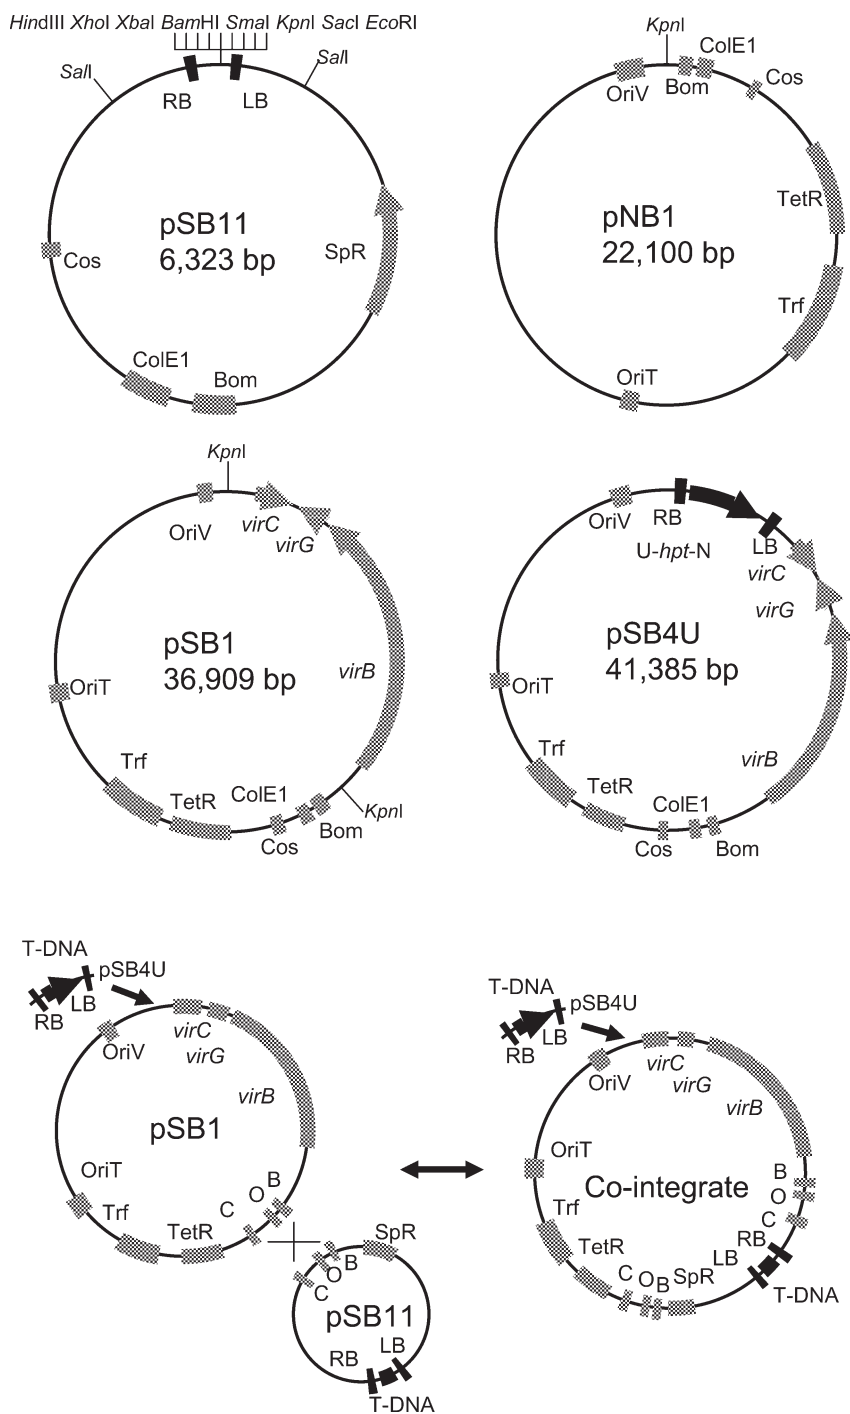 HindIII XhoI XbaI BamHI SmaI KpnI SacI EcoRI
SalI
SalI
RB
LB
pSB11
6,323 bp
SpR
Cos
ColE1
Bom
KpnI
ColE1
OriV
Bom
Cos
TetR
pNB1
22,100 bp
Trf
OriT
KpnI
OriV
virC
virG
pSB1
36,909 bp
virB
OriT
Trf
TetR
ColE1
KpnI
Cos
Bom
OriV
RB
U-hpt-N
LB
virC
virG
pSB4U
41,385 bp
OriT
Trf
virB
TetR
ColE1
Cos
Bom
T-DNA
pSB4U
LB
RB
virC
OriV
virG
virB
pSB1
OriT
Trf
TetR
C
O
B
SpR
B
O
C
pSB11
RB
LB
T-DNA
T-DNA
pSB4U
LB
RB
virC
OriV
virG
virB
OriT
B
Co-integrate
O
Trf
C
RB
TetR
LB
C
O
B
SpR
T-DNA